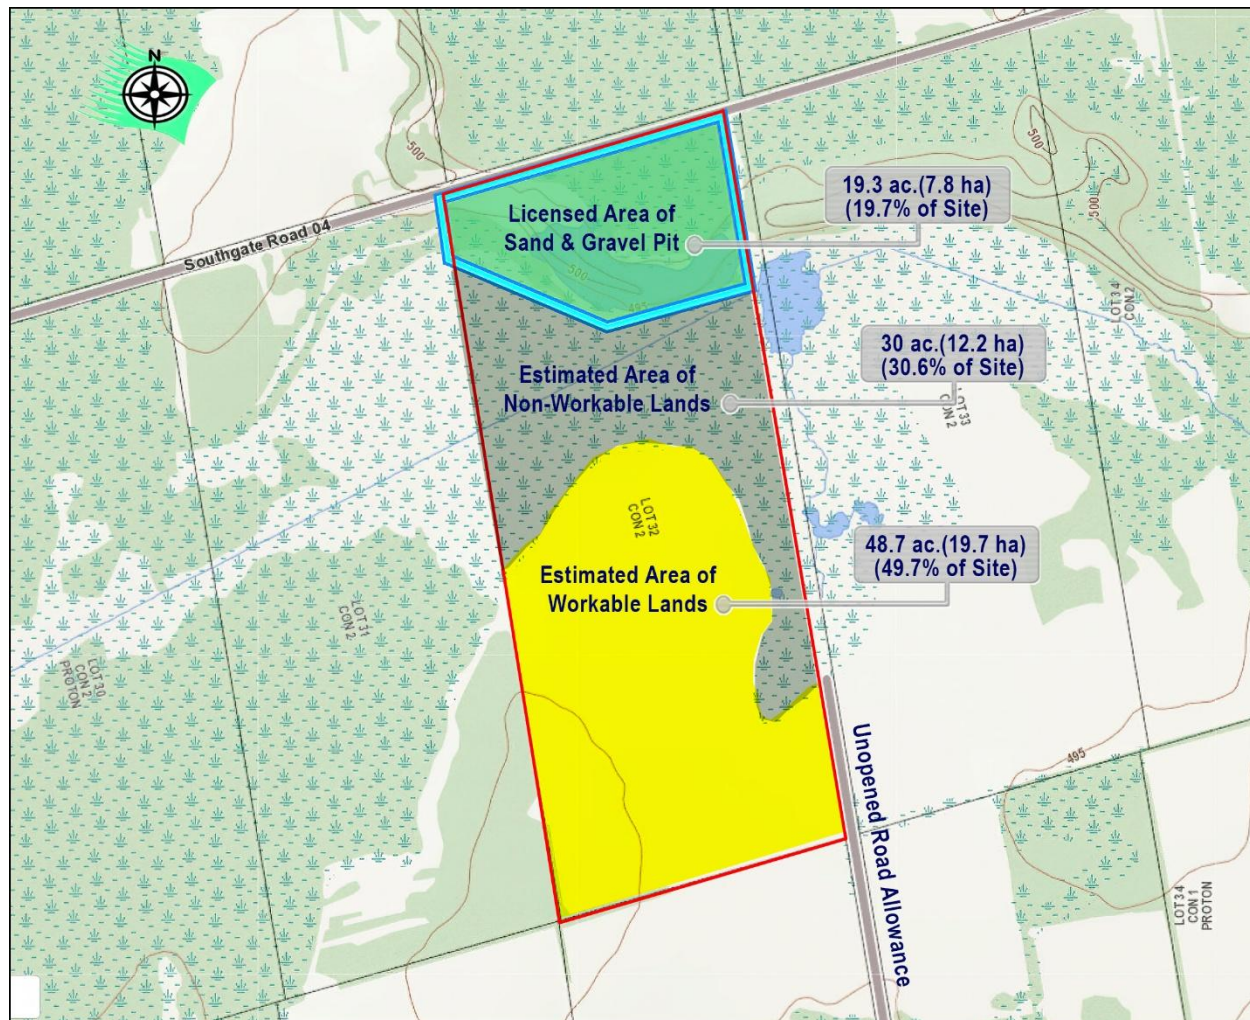 N
500
500
500
Southgate Road 04
Licensed Area of
Sand & Gravel Pit
19.3 ac.(7.8 ha)
(19.7% of Site)
500
495
LOT 34
CON 2
Estimated Area of
Non-Workable Lands
30 ac.(12.2 ha)
(30.6% of Site)
LOT 33
CON 2
LOT 32
CON 2
48.7 ac.(19.7 ha)
(49.7% of Site)
Estimated Area of
Workable Lands
LOT 31
CON 2
LOT 30
CON 2
PROTON
Unopened Road Allowance
495
LOT 34
CON 1
PROTON